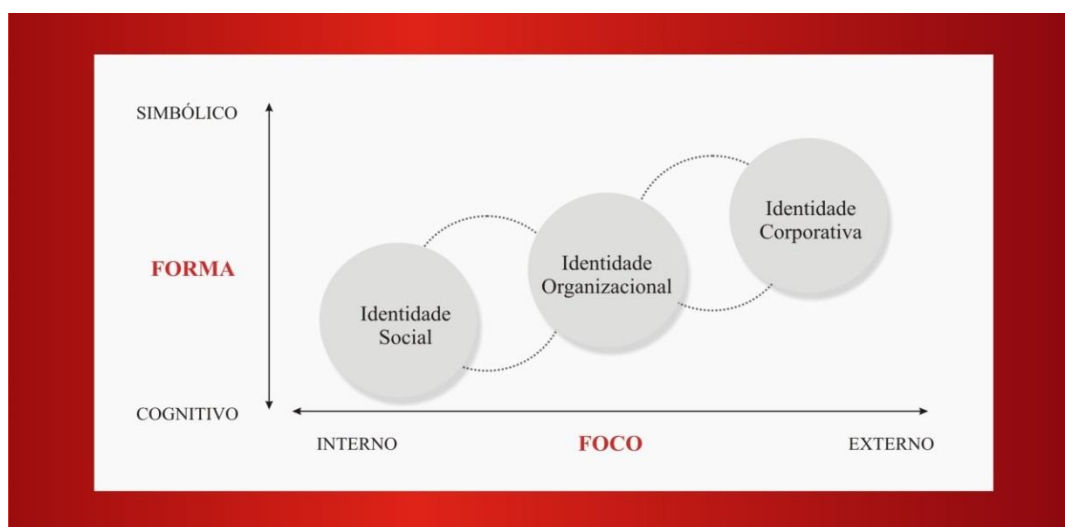 SIMBÓLICO
Identidade
Corporativa
Identidade
Organizacional
FORMA
Identidade
Social
COGNITIVO
INTERNO
FOCO
EXTERNO